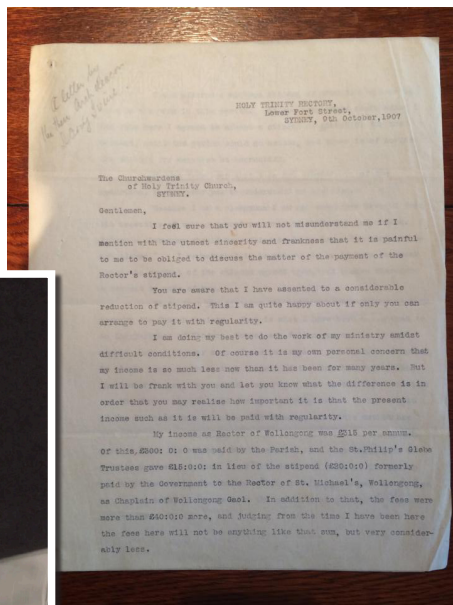 A letter by
HOLY TRINITY RECTORY,
Lower Fort Street,
SYDNEY, 9th October,1907
The Churchwardens
of Holy Trinity Church,
SYDNEY.
Gentlemen,
I feel sure that you will not misunderstand me if I
mention with the utmost sincerity and frankness that it is painful
to me to be obliged to discuss the matter of the payment of the
Rector's stipend.
You are aware that I have assented to a considerable
reduction of stipend. This I am quite happy about if only you can
arrange to pay it with regularity.
I am doing my best to do the work of my ministry amidst
difficult conditions. Of course it is my own personal concern that
my income is so much less now than it has been for many years. But
I will be frank with you and let you know what the difference is in
order that you may realise how important it is that the present
income such as it is will be paid with regularity.
My income as Rector of Wollongong was £315 per annum.
Of this,£300: 0: 0 was paid by the Parish, and the St.Philip's Glebe
Trustees gave £15:0:0 in lieu of the stipend (£20:0:0) formerly
paid by the Government to the Rector of St. Michael's, Wollongong,
as Chaplain of Wollongong Gaol. In addition to that, the fees were
more than £40:0:0 more, and judging from the time I have been here
the fees here will not be anything like that sum, but very consider-
ably less.